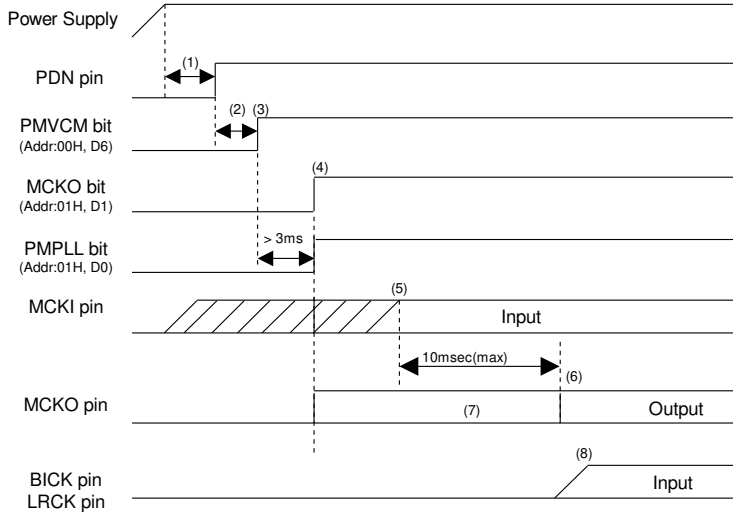 Power Supply
(1)
PDN pin
(2) (3)
PMVCM bit
(Addr:00H, D6)
(4)
MCKO bit
(Addr:01H, D1)
> 3ms
PMPLL bit
(Addr:01H, D0)
(5)
MCKI pin
Input
10msec(max)
(6)
MCKO pin
(7)
Output
(8)
BICK pin
LRCK pin
Input